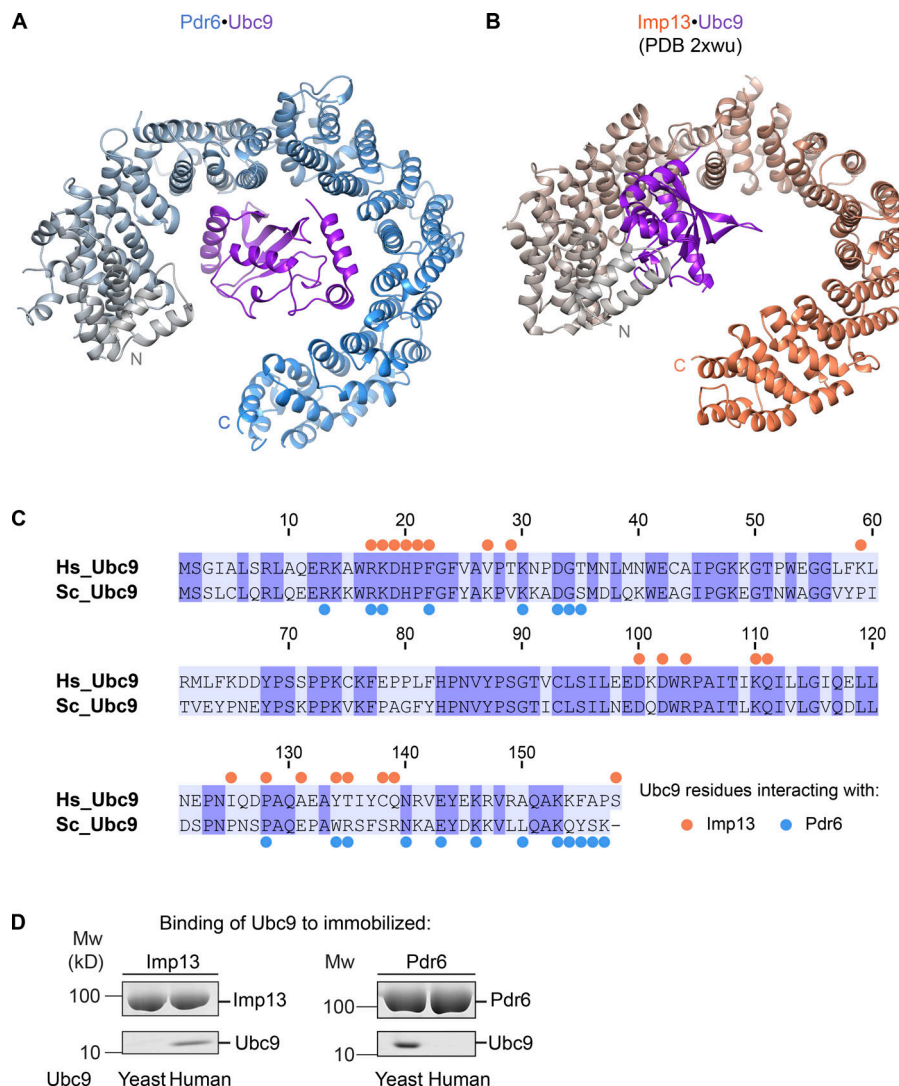 A
Pdr6•Ubc9
N
C
B
Imp13•Ubc9
(PDB 2xwu)
N
C
C
10 20 30 40 50 60
Hs_Ubc9 MSGIALSRLAQERKAWRKDHPFGFVAVPTKNPDGTMNLMNWECAIPGKKGTPWEGGLFKL
Sc_Ubc9 MSSLCLQRLQEERKKWRKDHPFGFYAKPVKKADGSMDLQKWEAGIPGKEGTNWAGGVYPI
70 80 90 100 110 120
Hs_Ubc9 RMLFKDDYPSSPPKCKFEPPLFHPNVYPSGTVCLSILEEDKDWRPAITIKQILLGIQELL
Sc_Ubc9 TVEYPNEYPSKPPKVKFPAGFYHPNVYPSGTICLSILNEDQDWRPAITLKQIVLGVQDLL
130 140 150
Hs_Ubc9 NEPNIQDPAQAEAYTIYCQNRVEYEKRVRAQAKKFAPS
Sc_Ubc9 DSPNPNSPAQEPAWRSFSRNKAEYDKKVLLQAKQYSK-
Ubc9 residues interacting with:
Imp13 Pdr6
D
Binding of Ubc9 to immobilized:
Mw
(kD)
Imp13
100
Imp13
10
Ubc9
Mw
Pdr6
100
Pdr6
10
Ubc9
Ubc9 Yeast Human Yeast Human